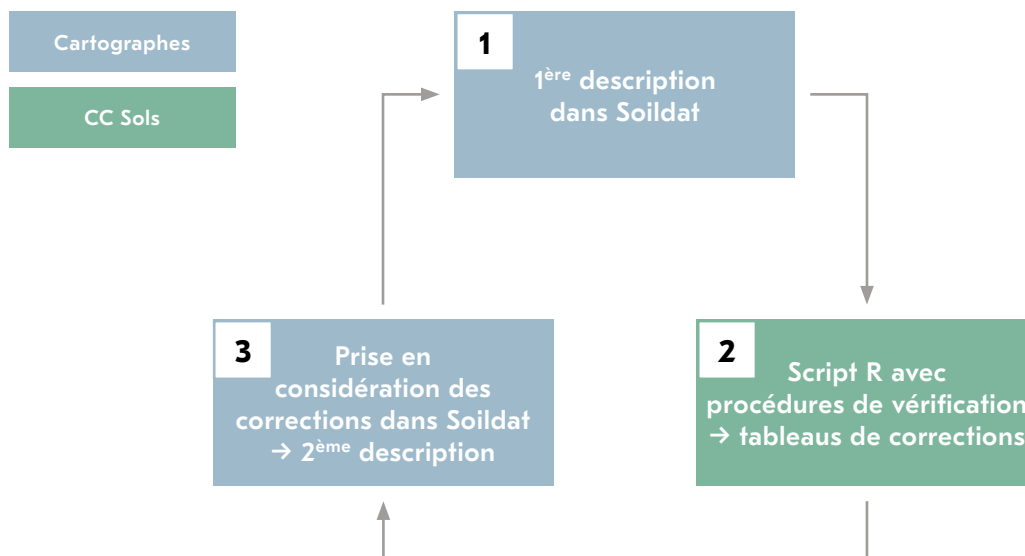 Cartographes
CC Sols
1
1ère description
dans Soildat
3
Prise en
considération des
corrections dans Soildat
→ 2ème description
2
Script R avec
procédures de vérification
→ tableaus de corrections